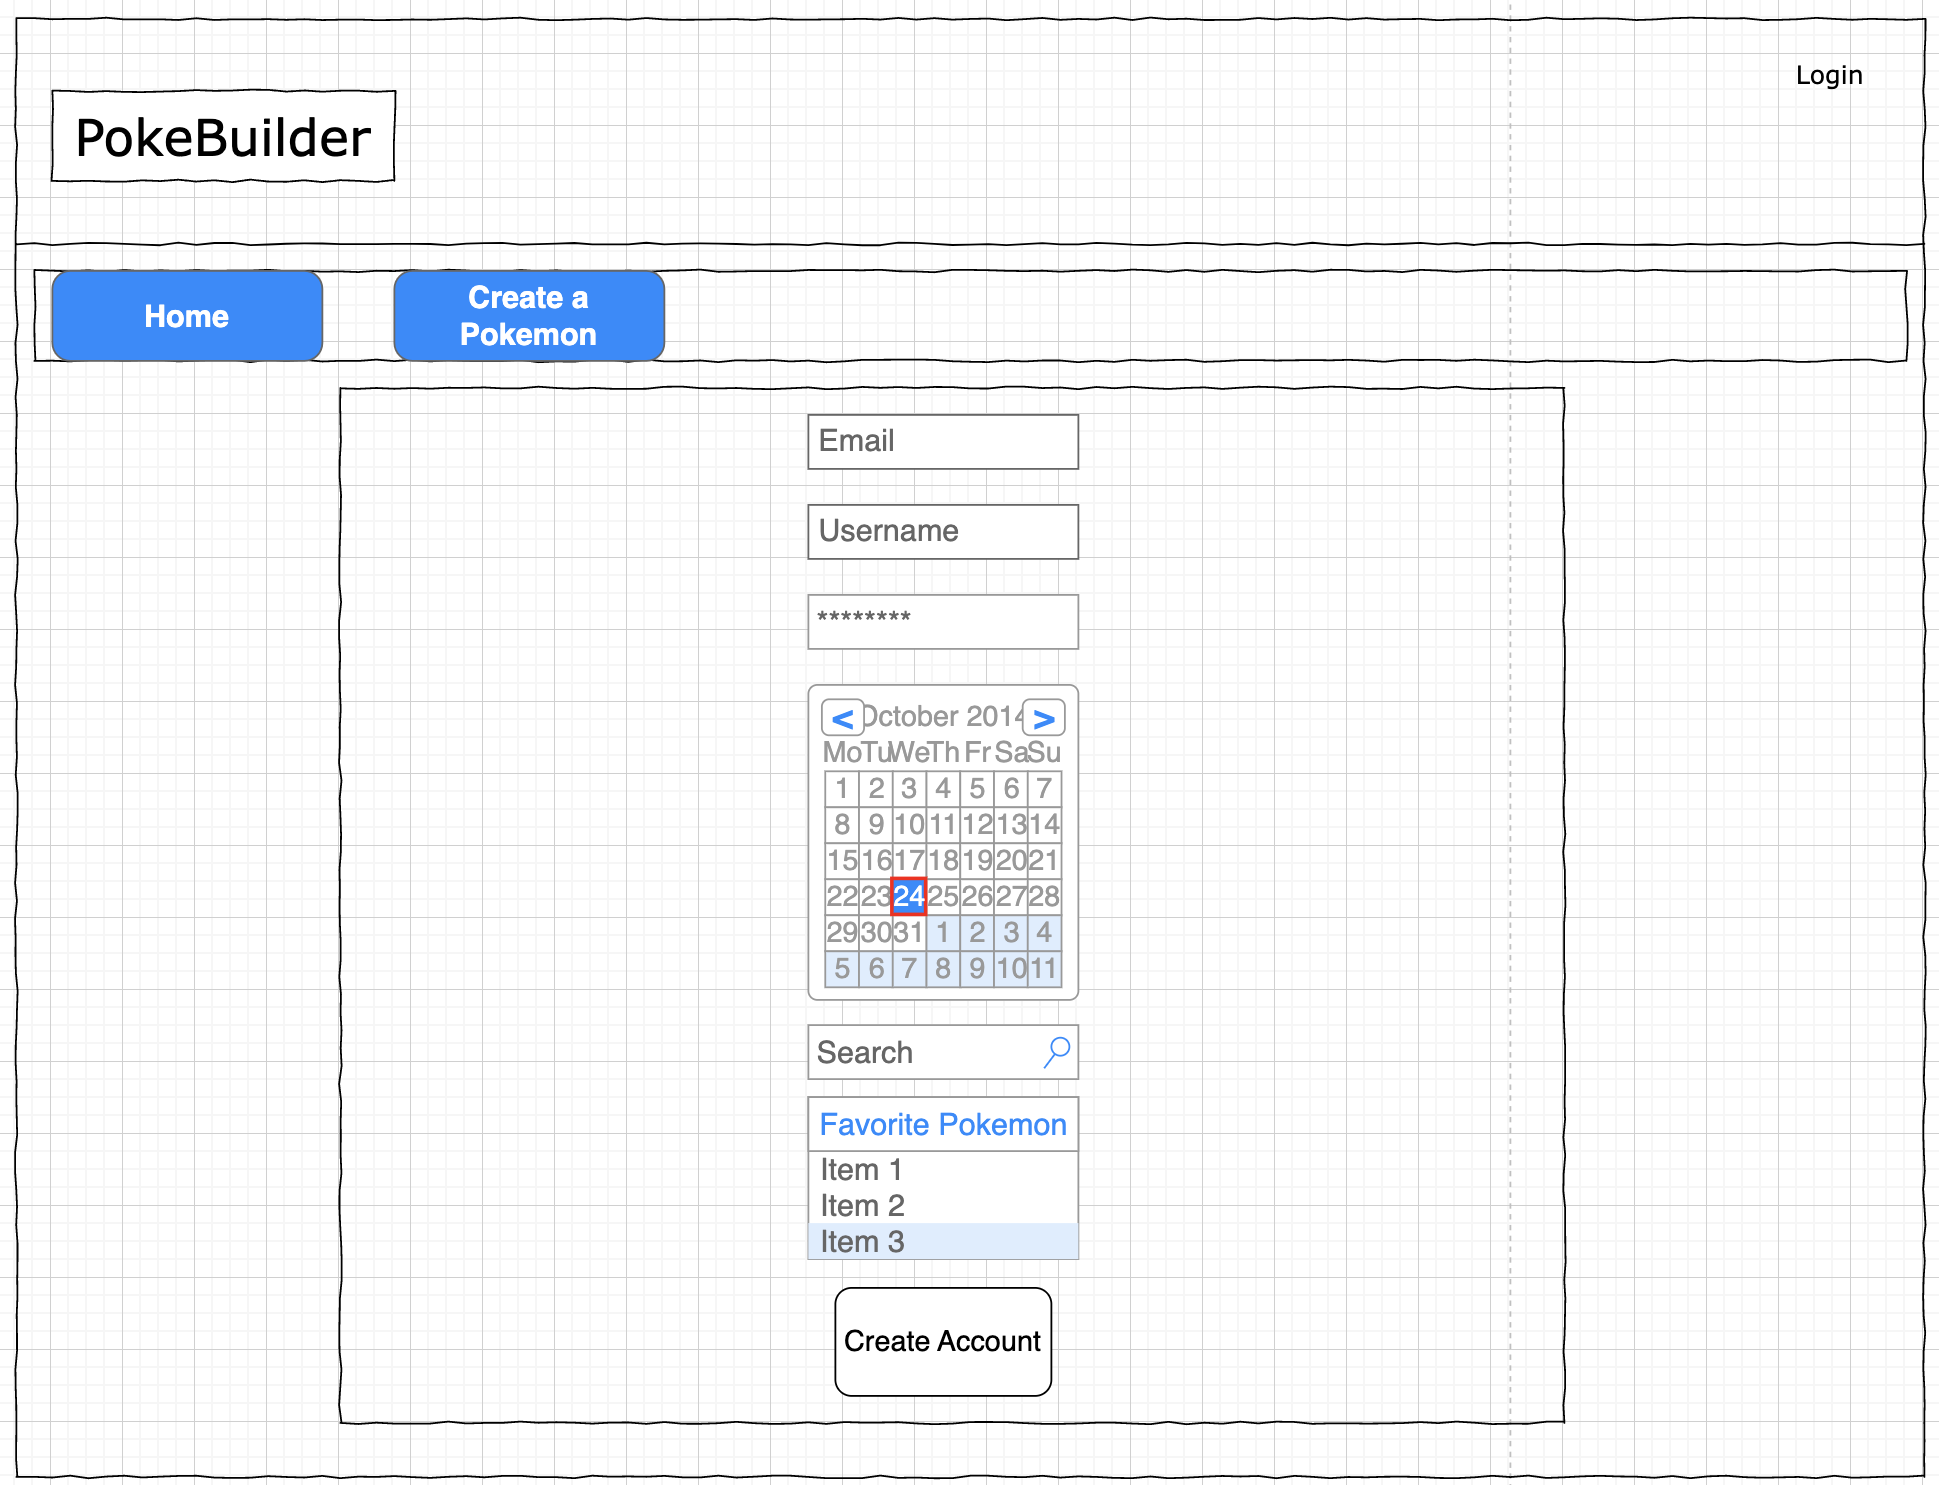 Login
PokeBuilder
Home
Create a
Pokemon
Email
Username
********
< October 2014 >
Mo Tu We Th Fr Sa Su
1 2 3 4 5 6 7
8 9 10 11 12 13 14
15 16 17 18 19 20 21
22 23 24 25 26 27 28
29 30 31 1 2 3 4
5 6 7 8 9 10 11
Search
Favorite Pokemon
Item 1
Item 2
Item 3
Create Account